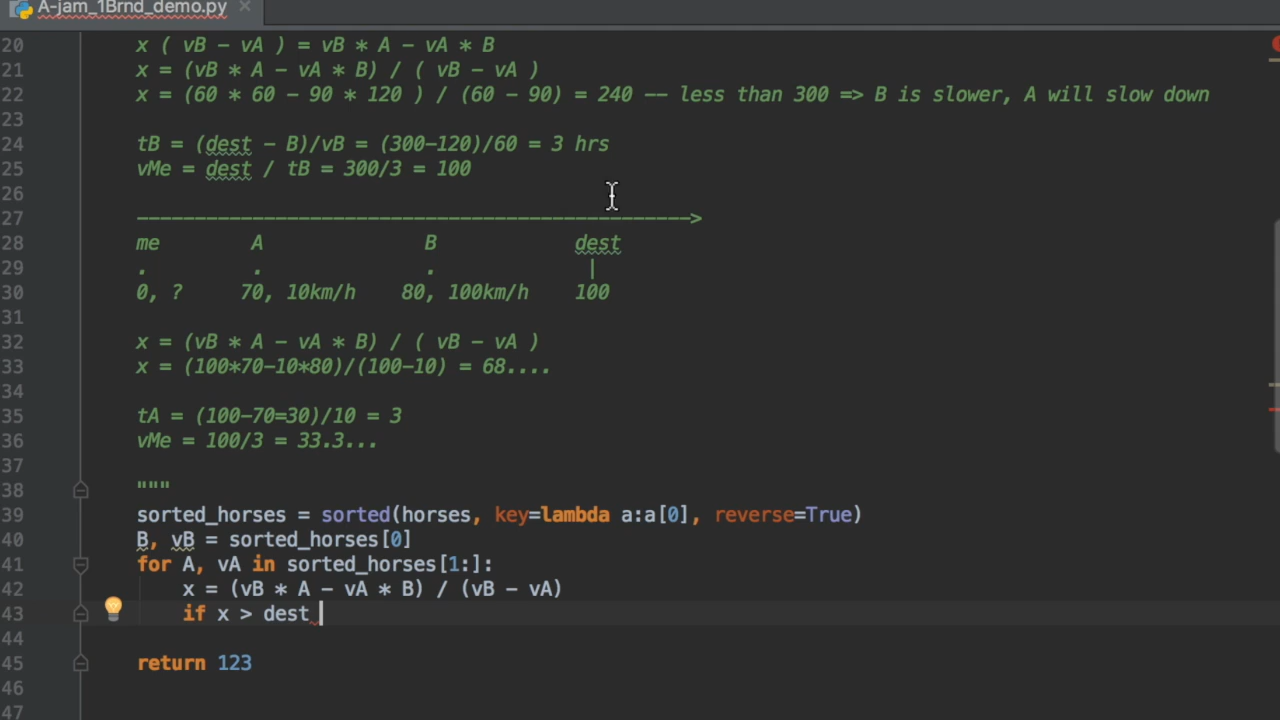 A-jam_1Brnd_demo.py ×
20 x ( vB - vA ) = vB * A - vA * B
21 x = (vB * A - vA * B) / ( vB - vA )
22 x = (60 * 60 - 90 * 120 ) / (60 - 90) = 240 -- less than 300 => B is slower, A will slow down
23
24 tB = (dest - B)/vB = (300-120)/60 = 3 hrs
25 vMe = dest / tB = 300/3 = 100
26
27 ------------------------------------------------>
28 me A B dest
29 . . . |
30 0, ? 70, 10km/h 80, 100km/h 100
31
32 x = (vB * A - vA * B) / ( vB - vA )
33 x = (100*70-10*80)/(100-10) = 68....
34
35 tA = (100-70=30)/10 = 3
36 vMe = 100/3 = 33.3...
37
38 """
39 sorted_horses = sorted(horses, key=lambda a:a[0], reverse=True)
40 B, vB = sorted_horses[0]
41 for A, vA in sorted_horses[1:]:
42 x = (vB * A - vA * B) / (vB - vA)
43 if x > dest
44
45 return 123
46
47